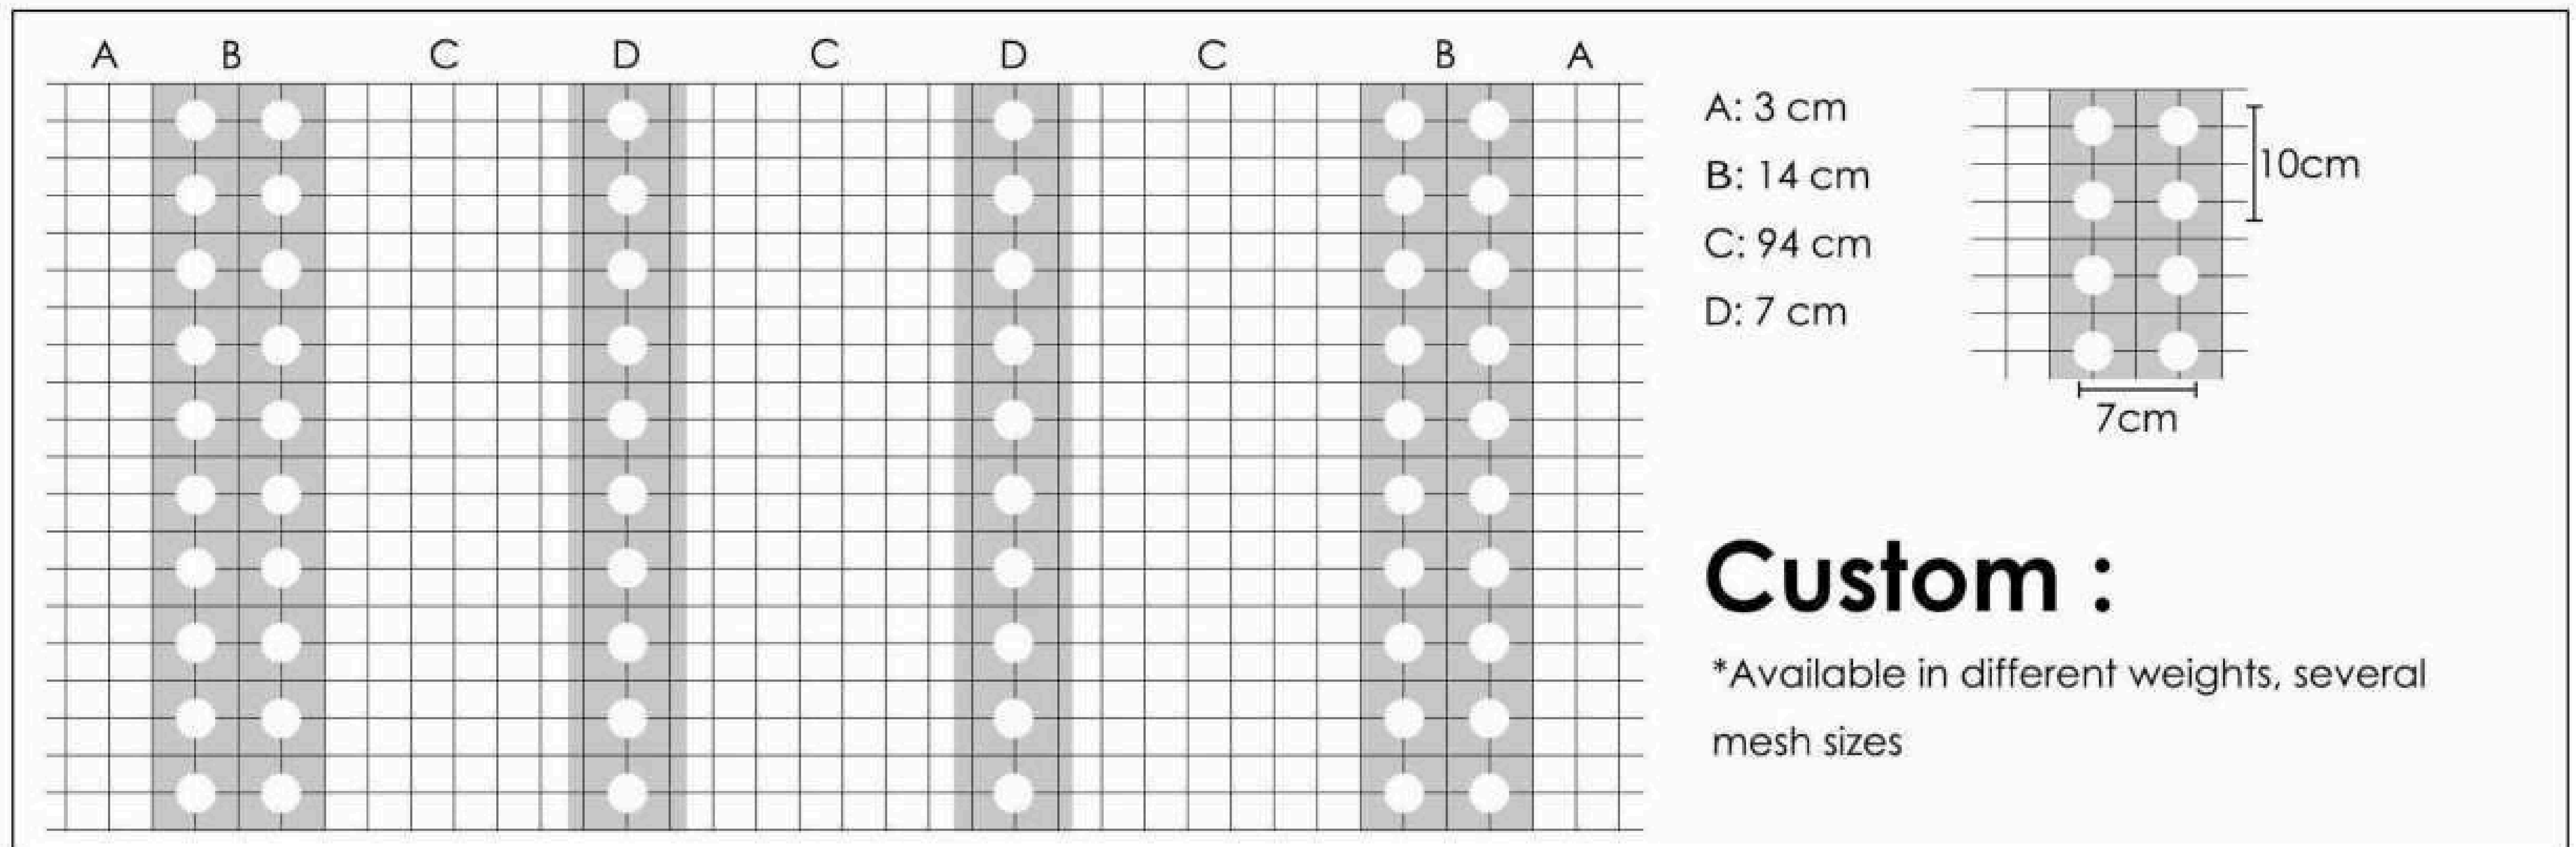 A B C D C D C B A
A: 3 cm
B: 14 cm
C: 94 cm
D: 7 cm
10cm
7cm
Custom :
*Available in different weights, several
mesh sizes